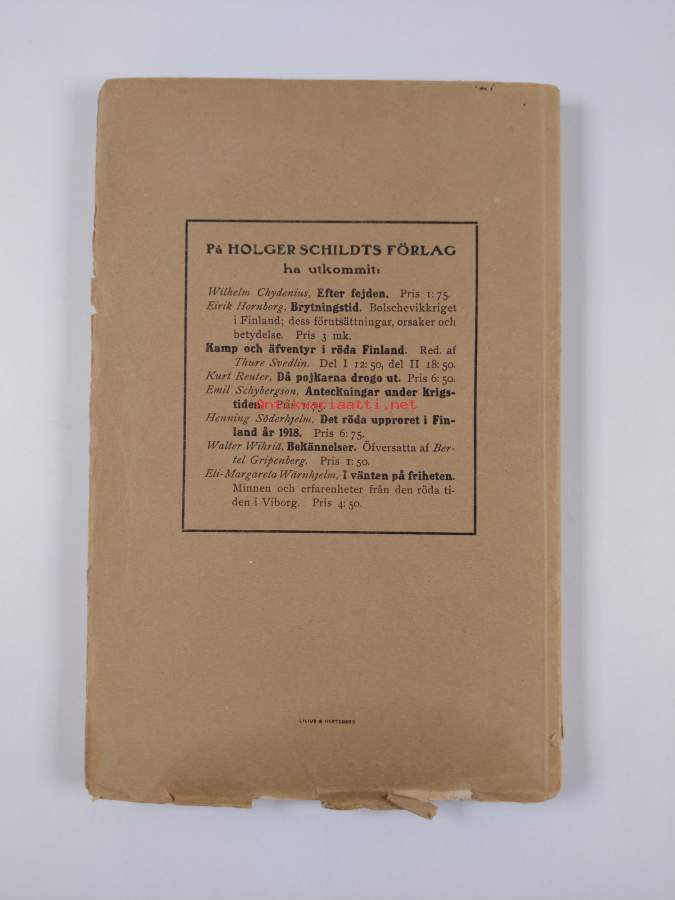 På HOLGER SCHILDTS FÖRLAG
ha utkommit:
Wilhelm Chydenius, Efter fejden. Pris 1:75.
Eirik Hornborg, Brytningstid. Bolschevikkriget
i Finland; dess förutsättningar, orsaker och
betydelse. Pris 3 mk.
Kamp och äfventyr i röda Finland. Red. af
Thure Svedlin. Del I 12:50, del II 18:50.
Kurt Reuter, Då pojkarna drogo ut. Pris 6:50.
Emil Schybergson, Anteckningar under krigs-
tiden. Pris
antikvariaatti.net
Henning Söderhjelm, Det röda upproret i Fin-
land år 1918. Pris 6:75.
Walter Wihriä, Bekännelser. Öfversatta af Ber-
tel Gripenberg. Pris 1:50.
Eli-Margareta Wärnhjelm, I väntan på friheten.
Minnen och erfarenheter från den röda ti-
den i Viborg. Pris 4:50.
LILIUS & HERTZBERG